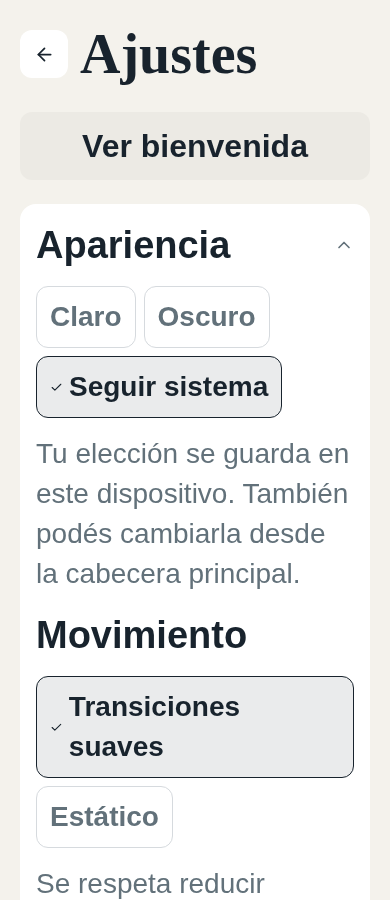 Ajustes
Ver bienvenida
Apariencia
Claro
Oscuro
Seguir sistema
Tu elección se guarda en
este dispositivo. También
podés cambiarla desde
la cabecera principal.
Movimiento
Transiciones
suaves
Estático
Se respeta reducir